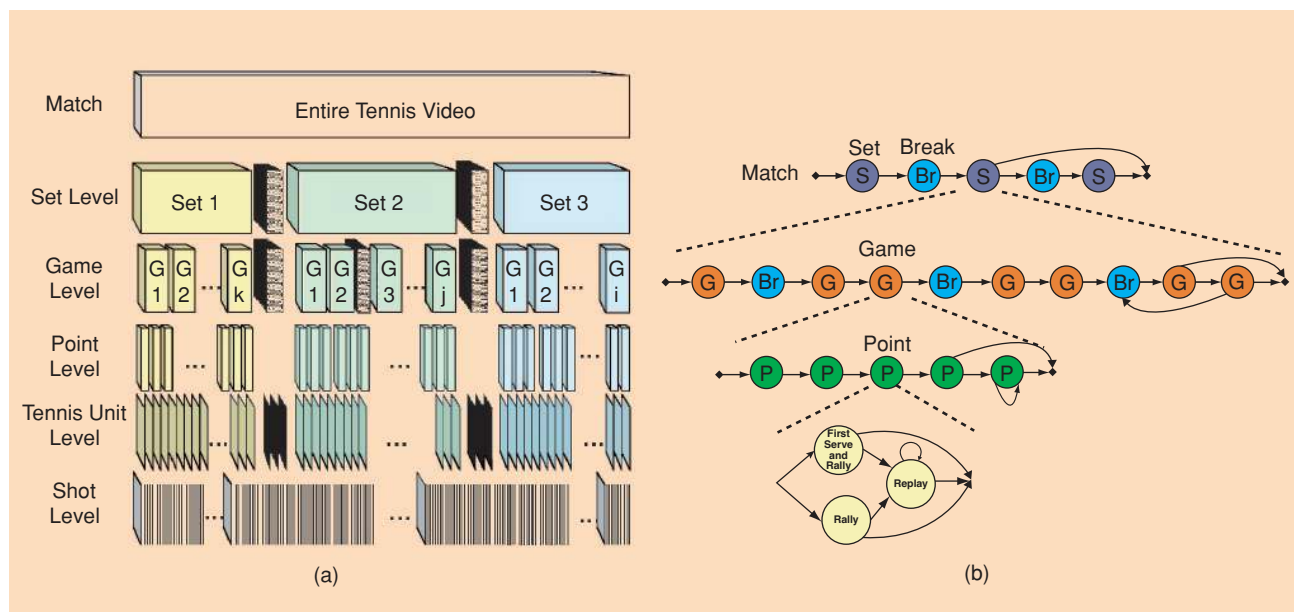 Match
Entire Tennis Video
Set Level
Set 1
Set 2
Set 3
Game
Level
G
1
G
2
...
G
k
G
1
G
2
G
3
...
G
j
G
1
G
2
...
G
i
Point
Level
...
...
...
Tennis Unit
Level
...
...
...
Shot
Level
...
...
...
(a)
Set
Break
Match
S
Br
S
Br
S
Game
G
Br
G
G
Br
G
G
Br
G
G
Point
P
P
P
P
P
First
Serve
and
Rally
Replay
Rally
(b)